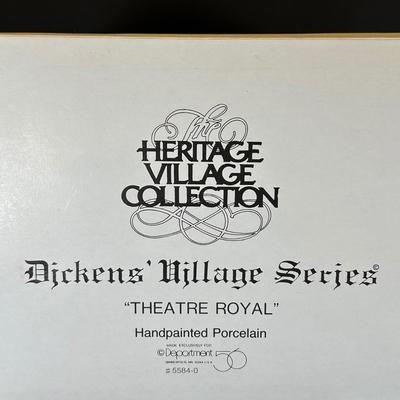 The
HERITAGE
VILLAGE
COLLECTION
Dickens' Village Series©
"THEATRE ROYAL"
Handpainted Porcelain
MADE EXCLUSIVELY FOR
© Department 56
# 5584-0